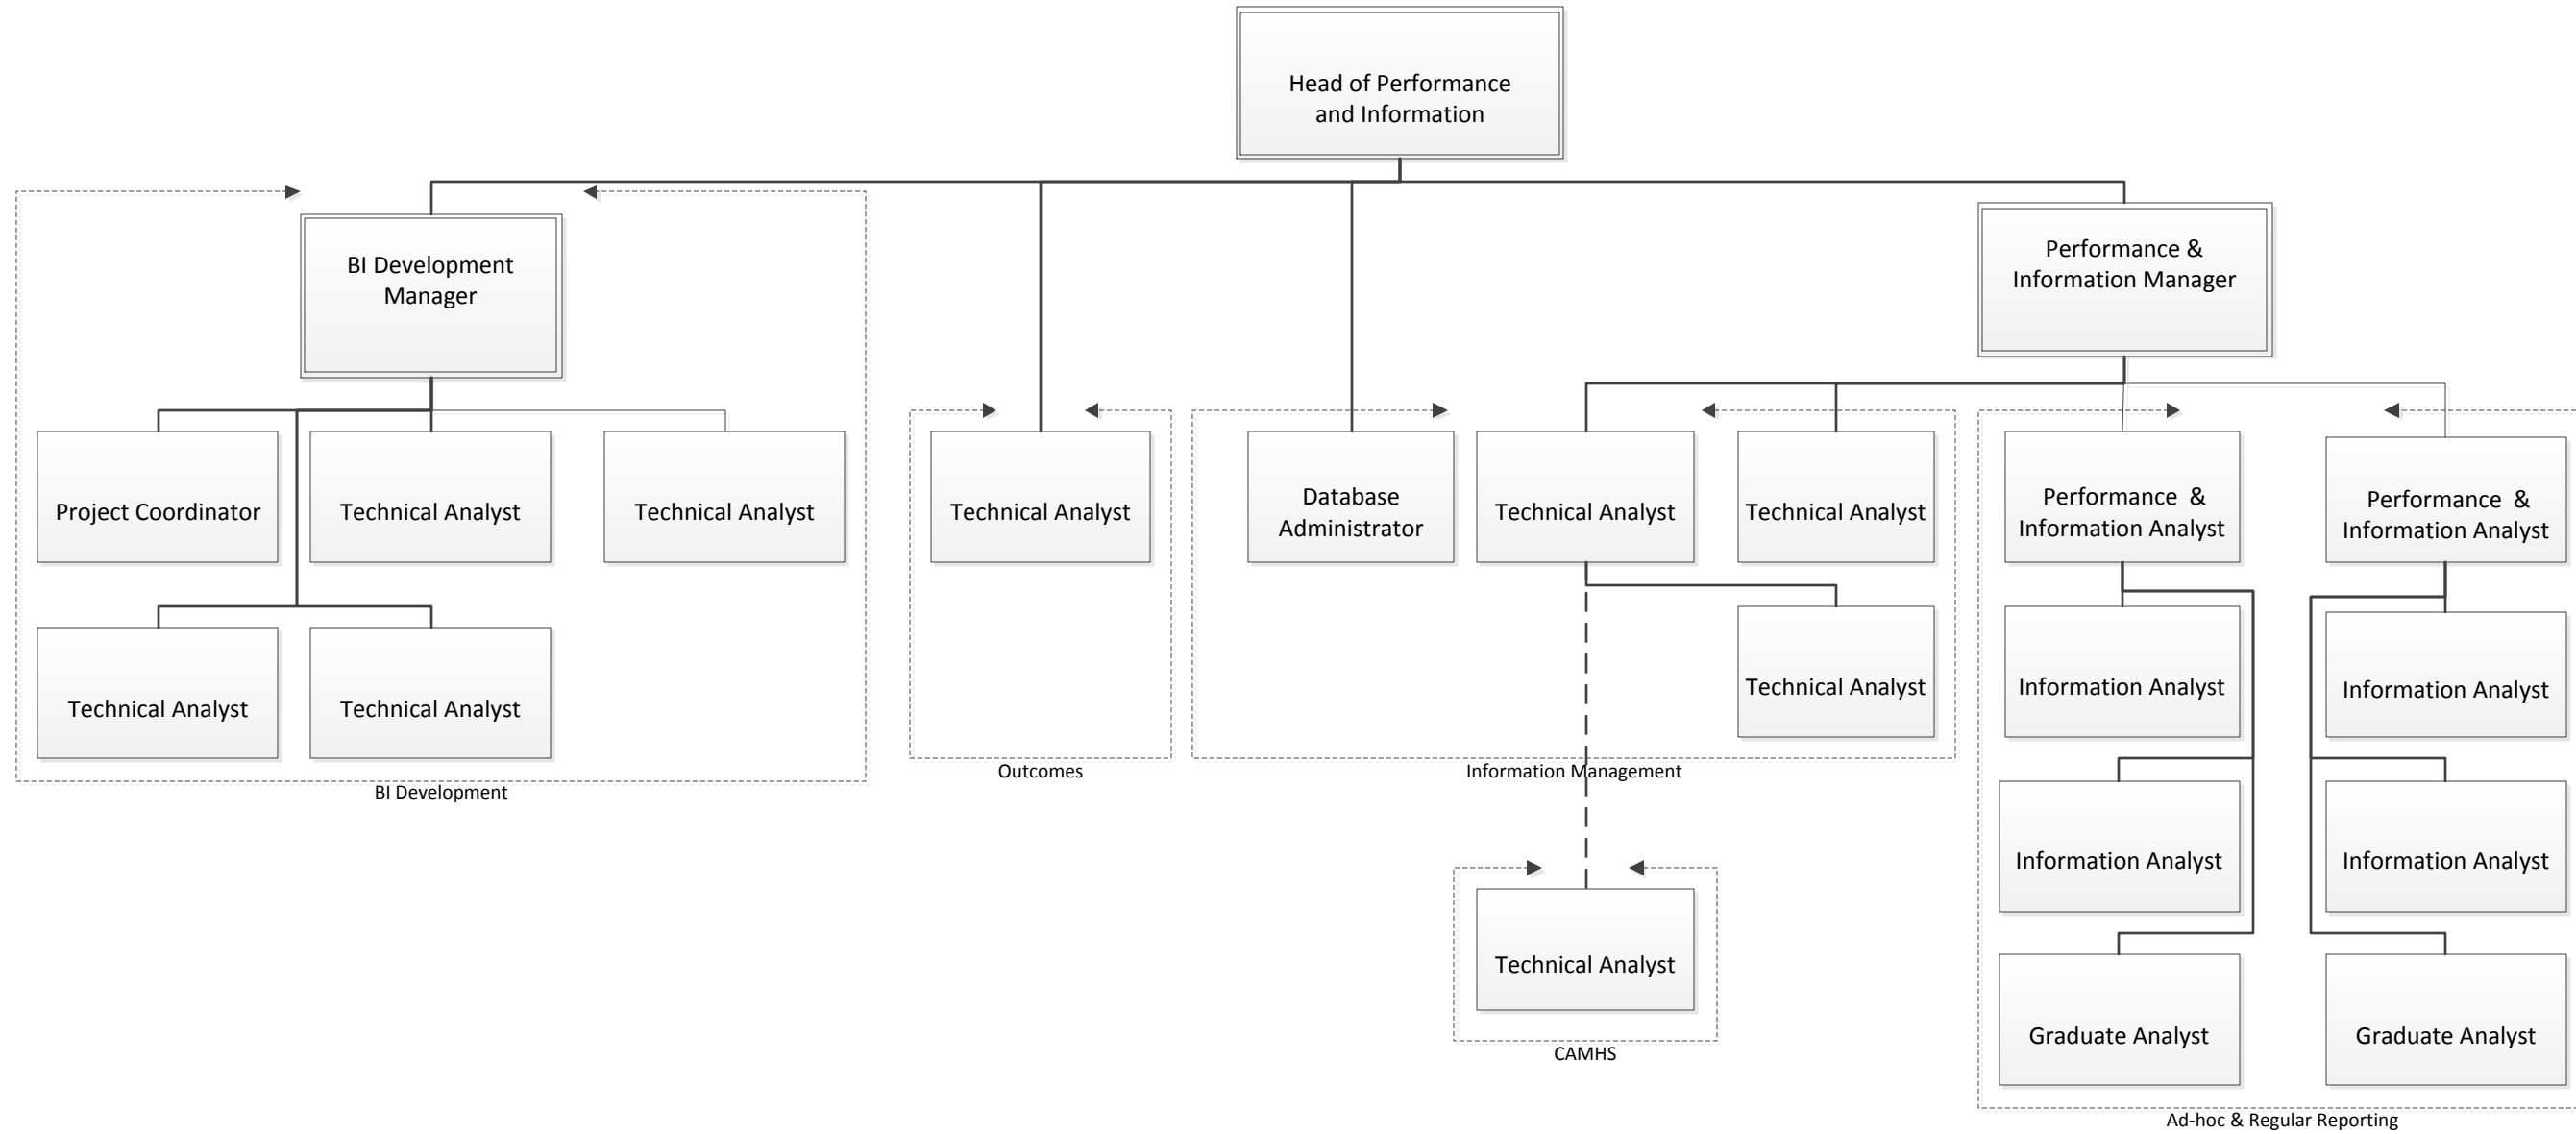 Head of Performance
and Information
BI Development
Manager
Performance &
Information Manager
Project Coordinator
Technical Analyst
Technical Analyst
Technical Analyst
Database
Administrator
Technical Analyst
Technical Analyst
Performance &
Information Analyst
Performance &
Information Analyst
Technical Analyst
Technical Analyst
Technical Analyst
Information Analyst
Information Analyst
BI Development
Outcomes
Information Management
Information Analyst
Information Analyst
Technical Analyst
CAMHS
Graduate Analyst
Graduate Analyst
Ad-hoc & Regular Reporting